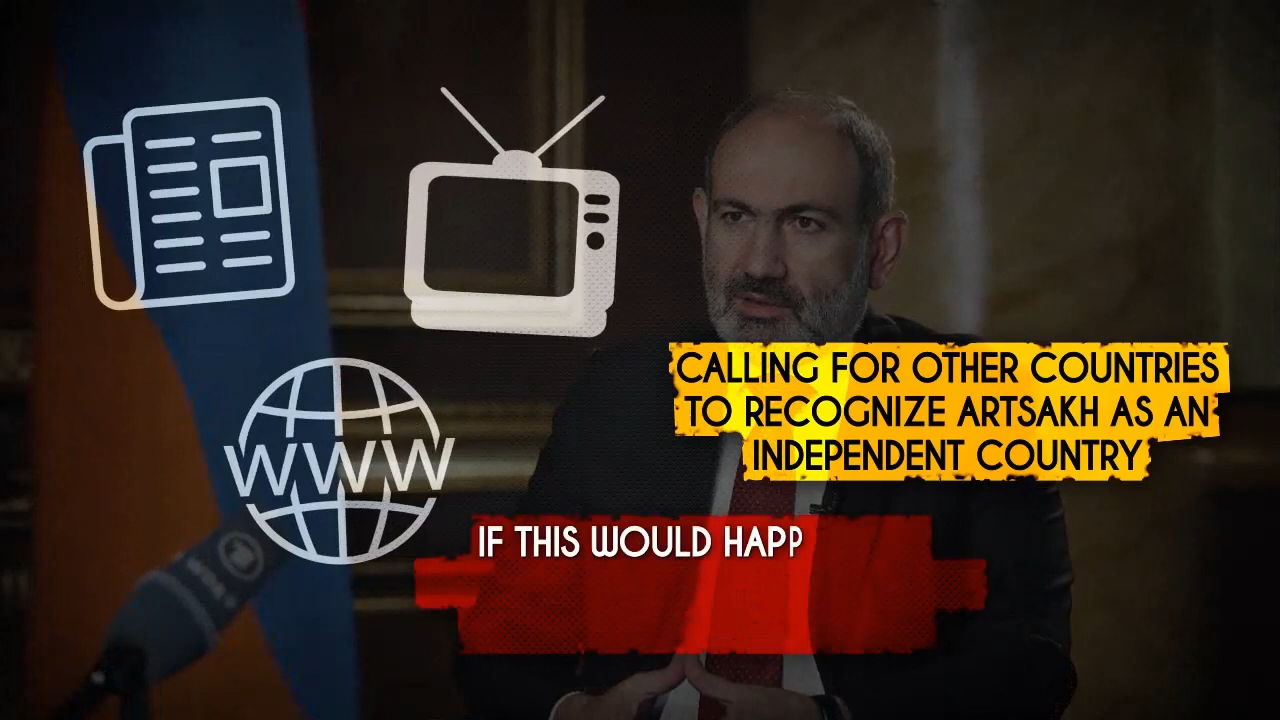 CALLING FOR OTHER COUNTRIES
TO RECOGNIZE ARTSAKH AS AN
INDEPENDENT COUNTRY
WWW
IF THIS WOULD HAPP